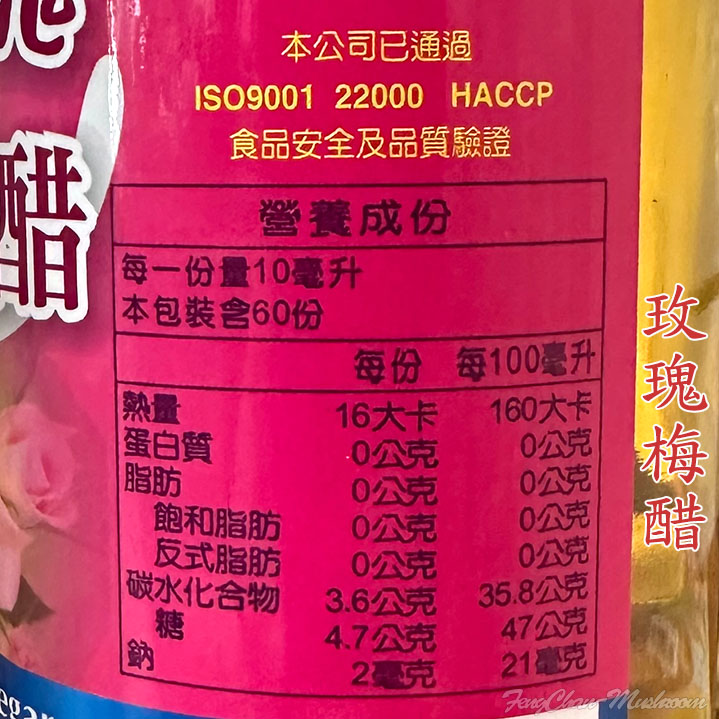 醋
本公司已通過
ISO9001 22000 HACCP
食品安全及品質驗證
營養成份
每一份量10毫升
本包裝含60份
每份 每100毫升
熱量 16大卡 160大卡
蛋白質 0公克 0公克
脂肪 0公克 0公克
飽和脂肪 0公克 0公克
反式脂肪 0公克 0公克
碳水化合物 3.6公克 35.8公克
糖 4.7公克 47公克
鈉 2毫克 21毫克
玫瑰梅醋
FengChan Mushroom